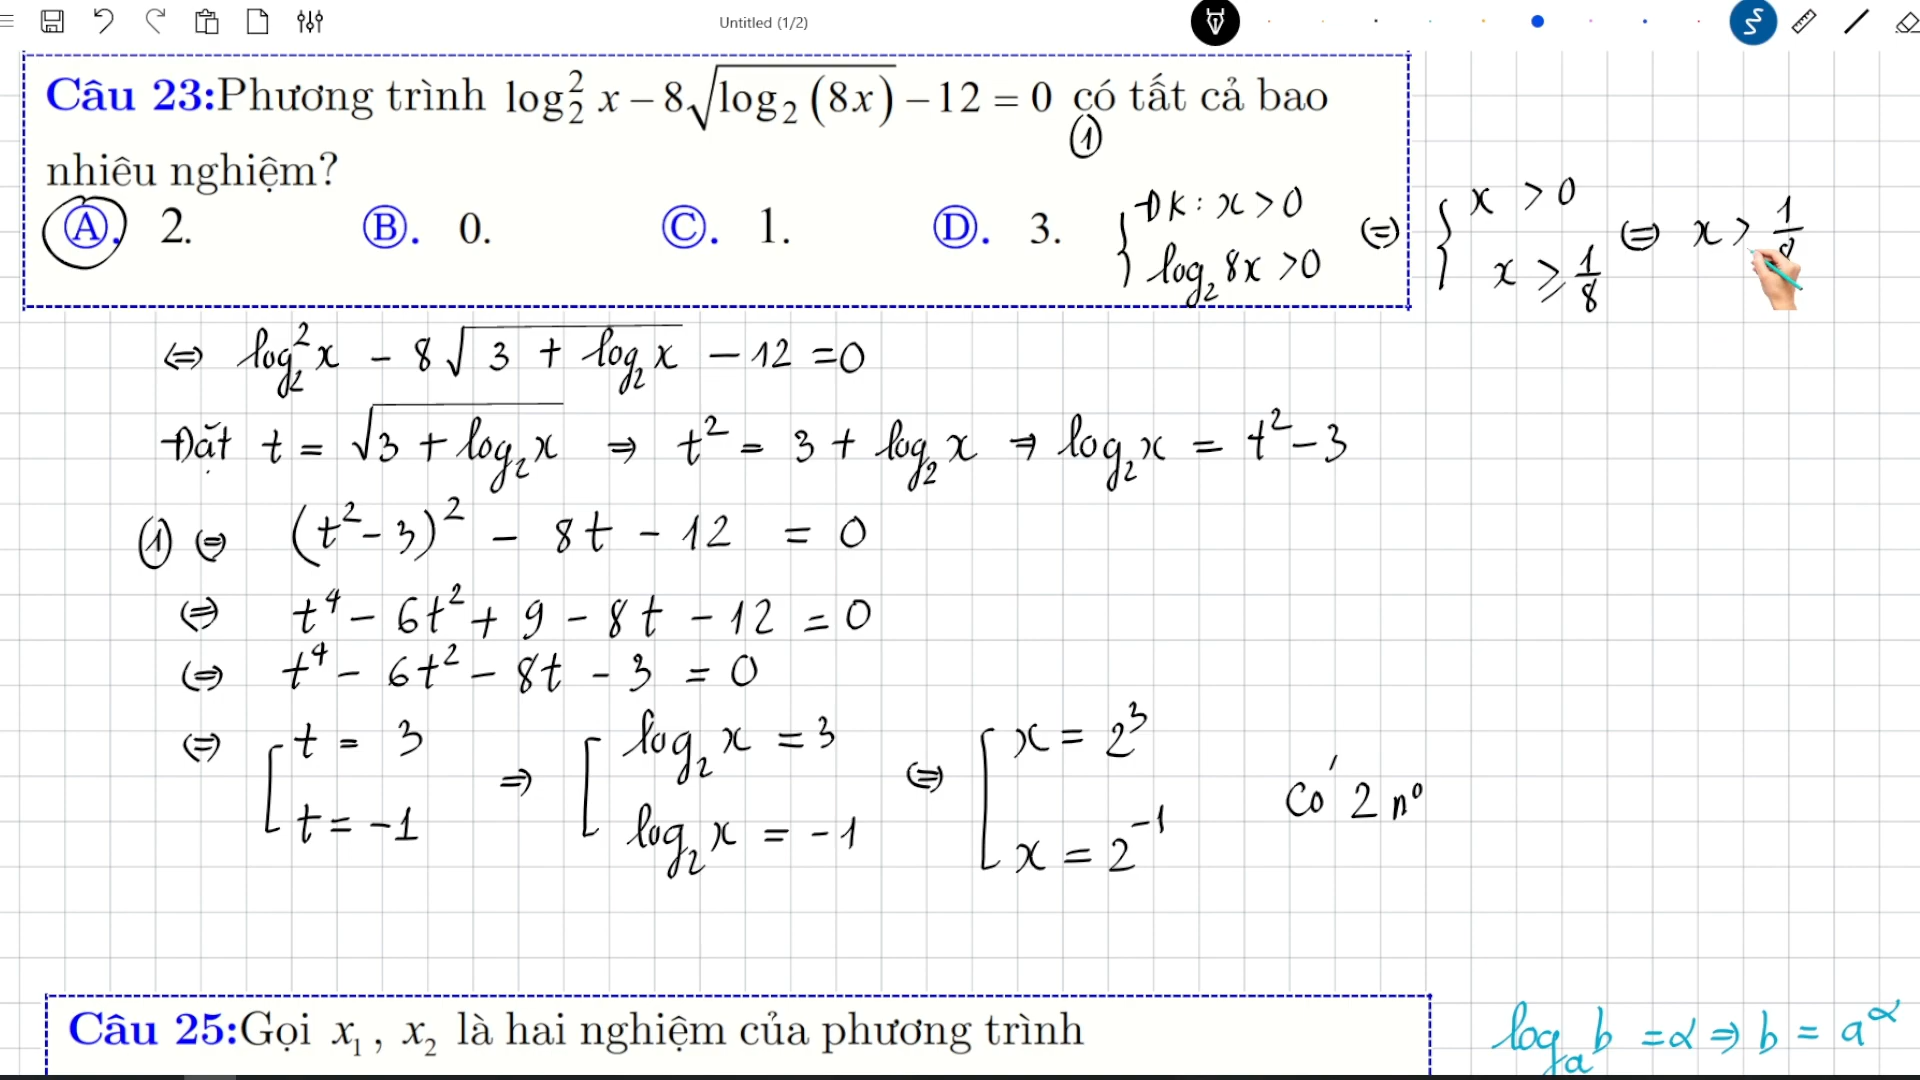 Untitled (1/2)
Câu 23:Phương trình log₂² x − 8√(log₂ (8x)) − 12 = 0 có tất cả bao
(1)
nhiêu nghiệm?
A. 2. B. 0. C. 1. D. 3.
{ ĐK: x > 0 ⇔ { x > 0 ⇔ x > 1/8
log₂ 8x > 0 x ≥ 1/8
⇔ log₂² x − 8√(3 + log₂ x) − 12 = 0
Đặt t = √(3 + log₂ x) ⇒ t² = 3 + log₂ x ⇒ log₂ x = t² − 3
(1) ⇔ (t² − 3)² − 8t − 12 = 0
⇔ t⁴ − 6t² + 9 − 8t − 12 = 0
⇔ t⁴ − 6t² − 8t − 3 = 0
⇔ [ t = 3 ⇒ [ log₂ x = 3 ⇔ [ x = 2³ Có 2 n⁰
t = −1 log₂ x = −1 x = 2⁻¹
Câu 25:Gọi x₁, x₂ là hai nghiệm của phương trình
logₐ b = α ⇒ b = a^α